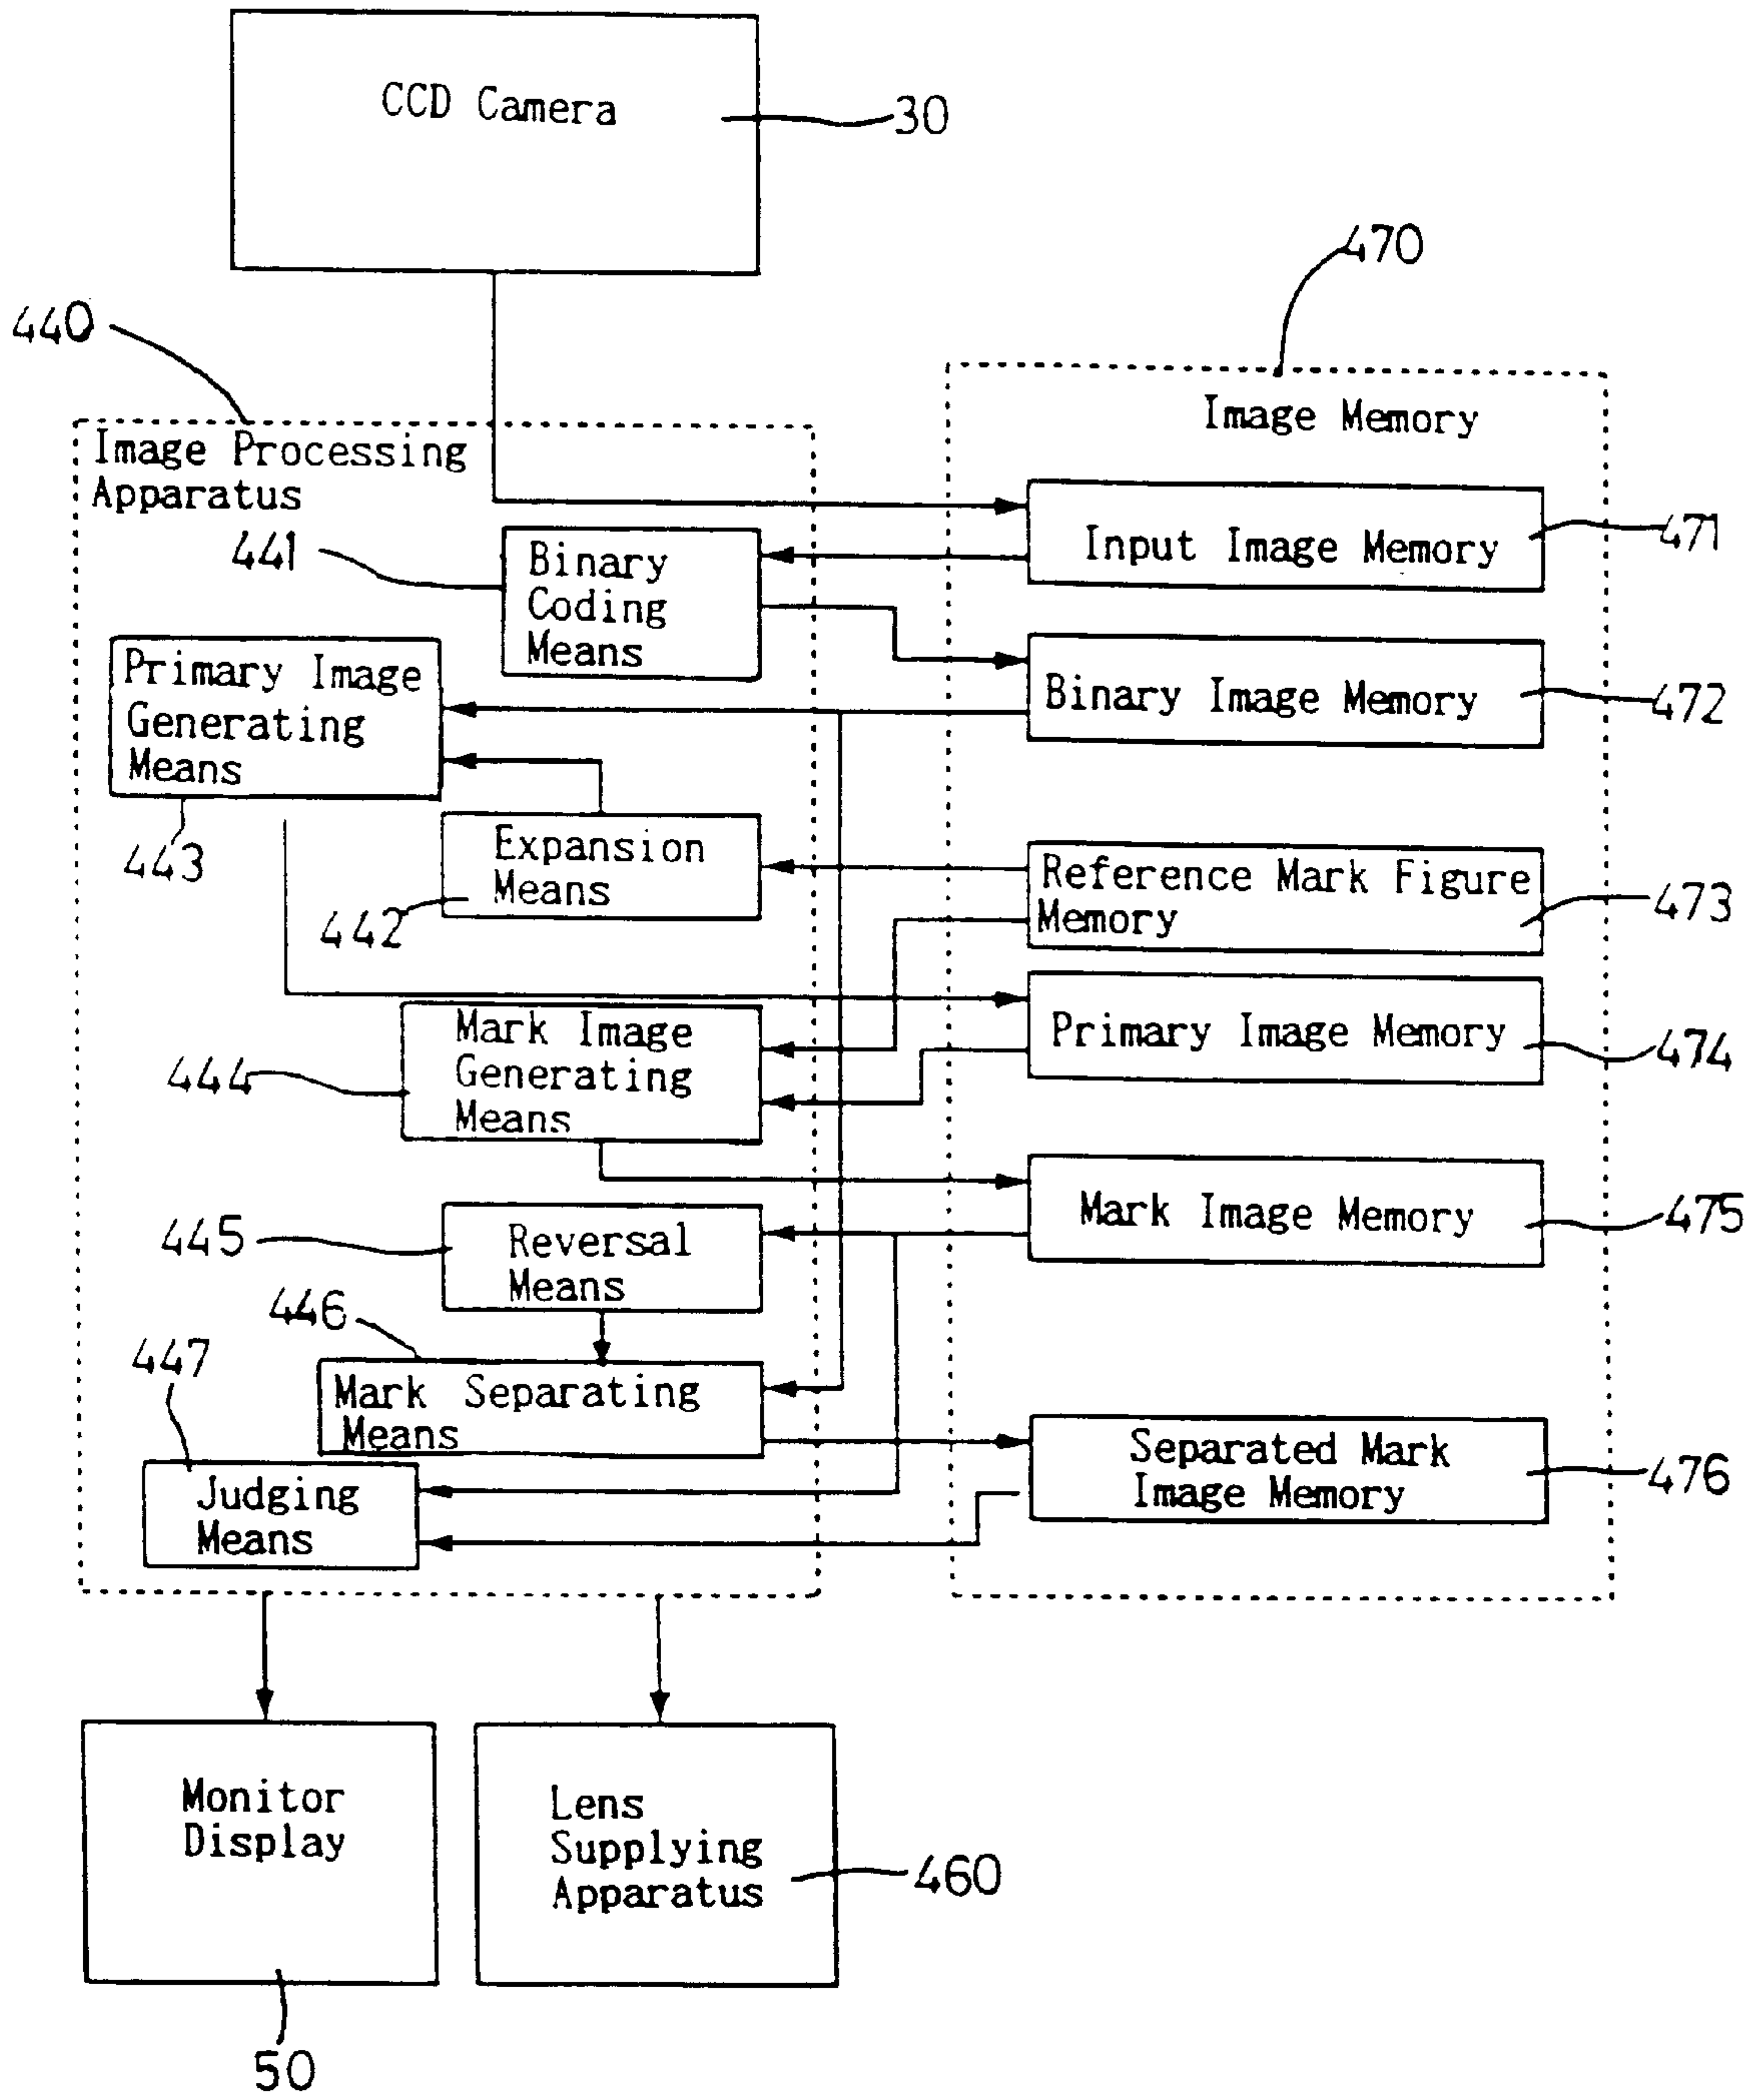 CCD Camera
30
470
440
Image Memory
Image Processing
Apparatus
441
Binary
Coding
Means
Input Image Memory
471
Primary Image
Generating
Means
443
Binary Image Memory
472
Expansion
Means
442
Reference Mark Figure
Memory
473
Mark Image
Generating
Means
444
Primary Image Memory
474
Mark Image Memory
475
445
Reversal
Means
446
447
Mark Separating
Means
Separated Mark
Image Memory
476
Judging
Means
Monitor
Display
50
Lens
Supplying
Apparatus
460